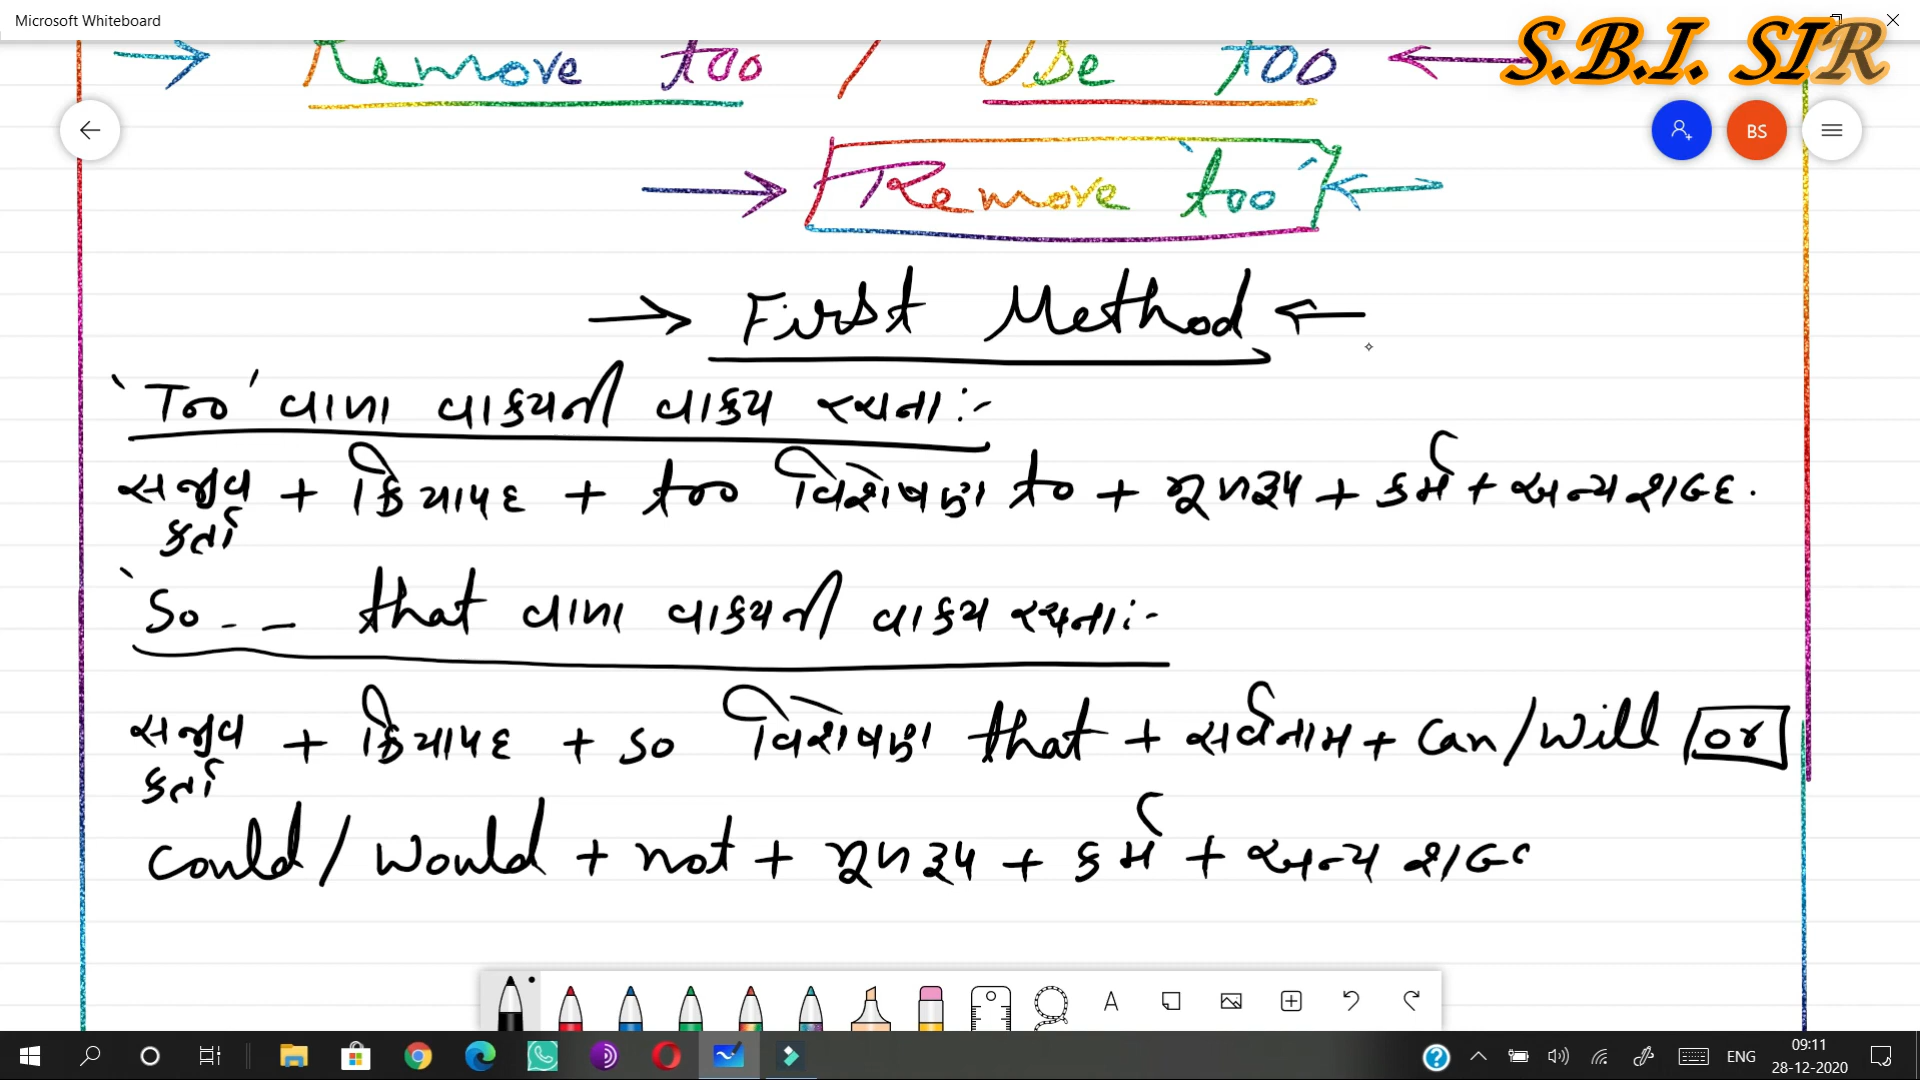 Microsoft Whiteboard
S.B.I. SIR
→ Remove too / Use too ←
BS
→ Remove 'too' ←
→ First Method ←
'Too' વાળા વાક્યની વાક્ય રચના:-
સજીવ કર્તા + ક્રિયાપદ + too વિશેષણ to + મૂળરૂપ + કર્મ + અન્ય શબ્દ.
'So -- that વાળા વાક્યની વાક્ય રચના:-
સજીવ કર્તા + ક્રિયાપદ + so વિશેષણ that + સર્વનામ + can/will or
could/would + not + મૂળરૂપ + કર્મ + અન્ય
A
ENG
09:11
28-12-2020